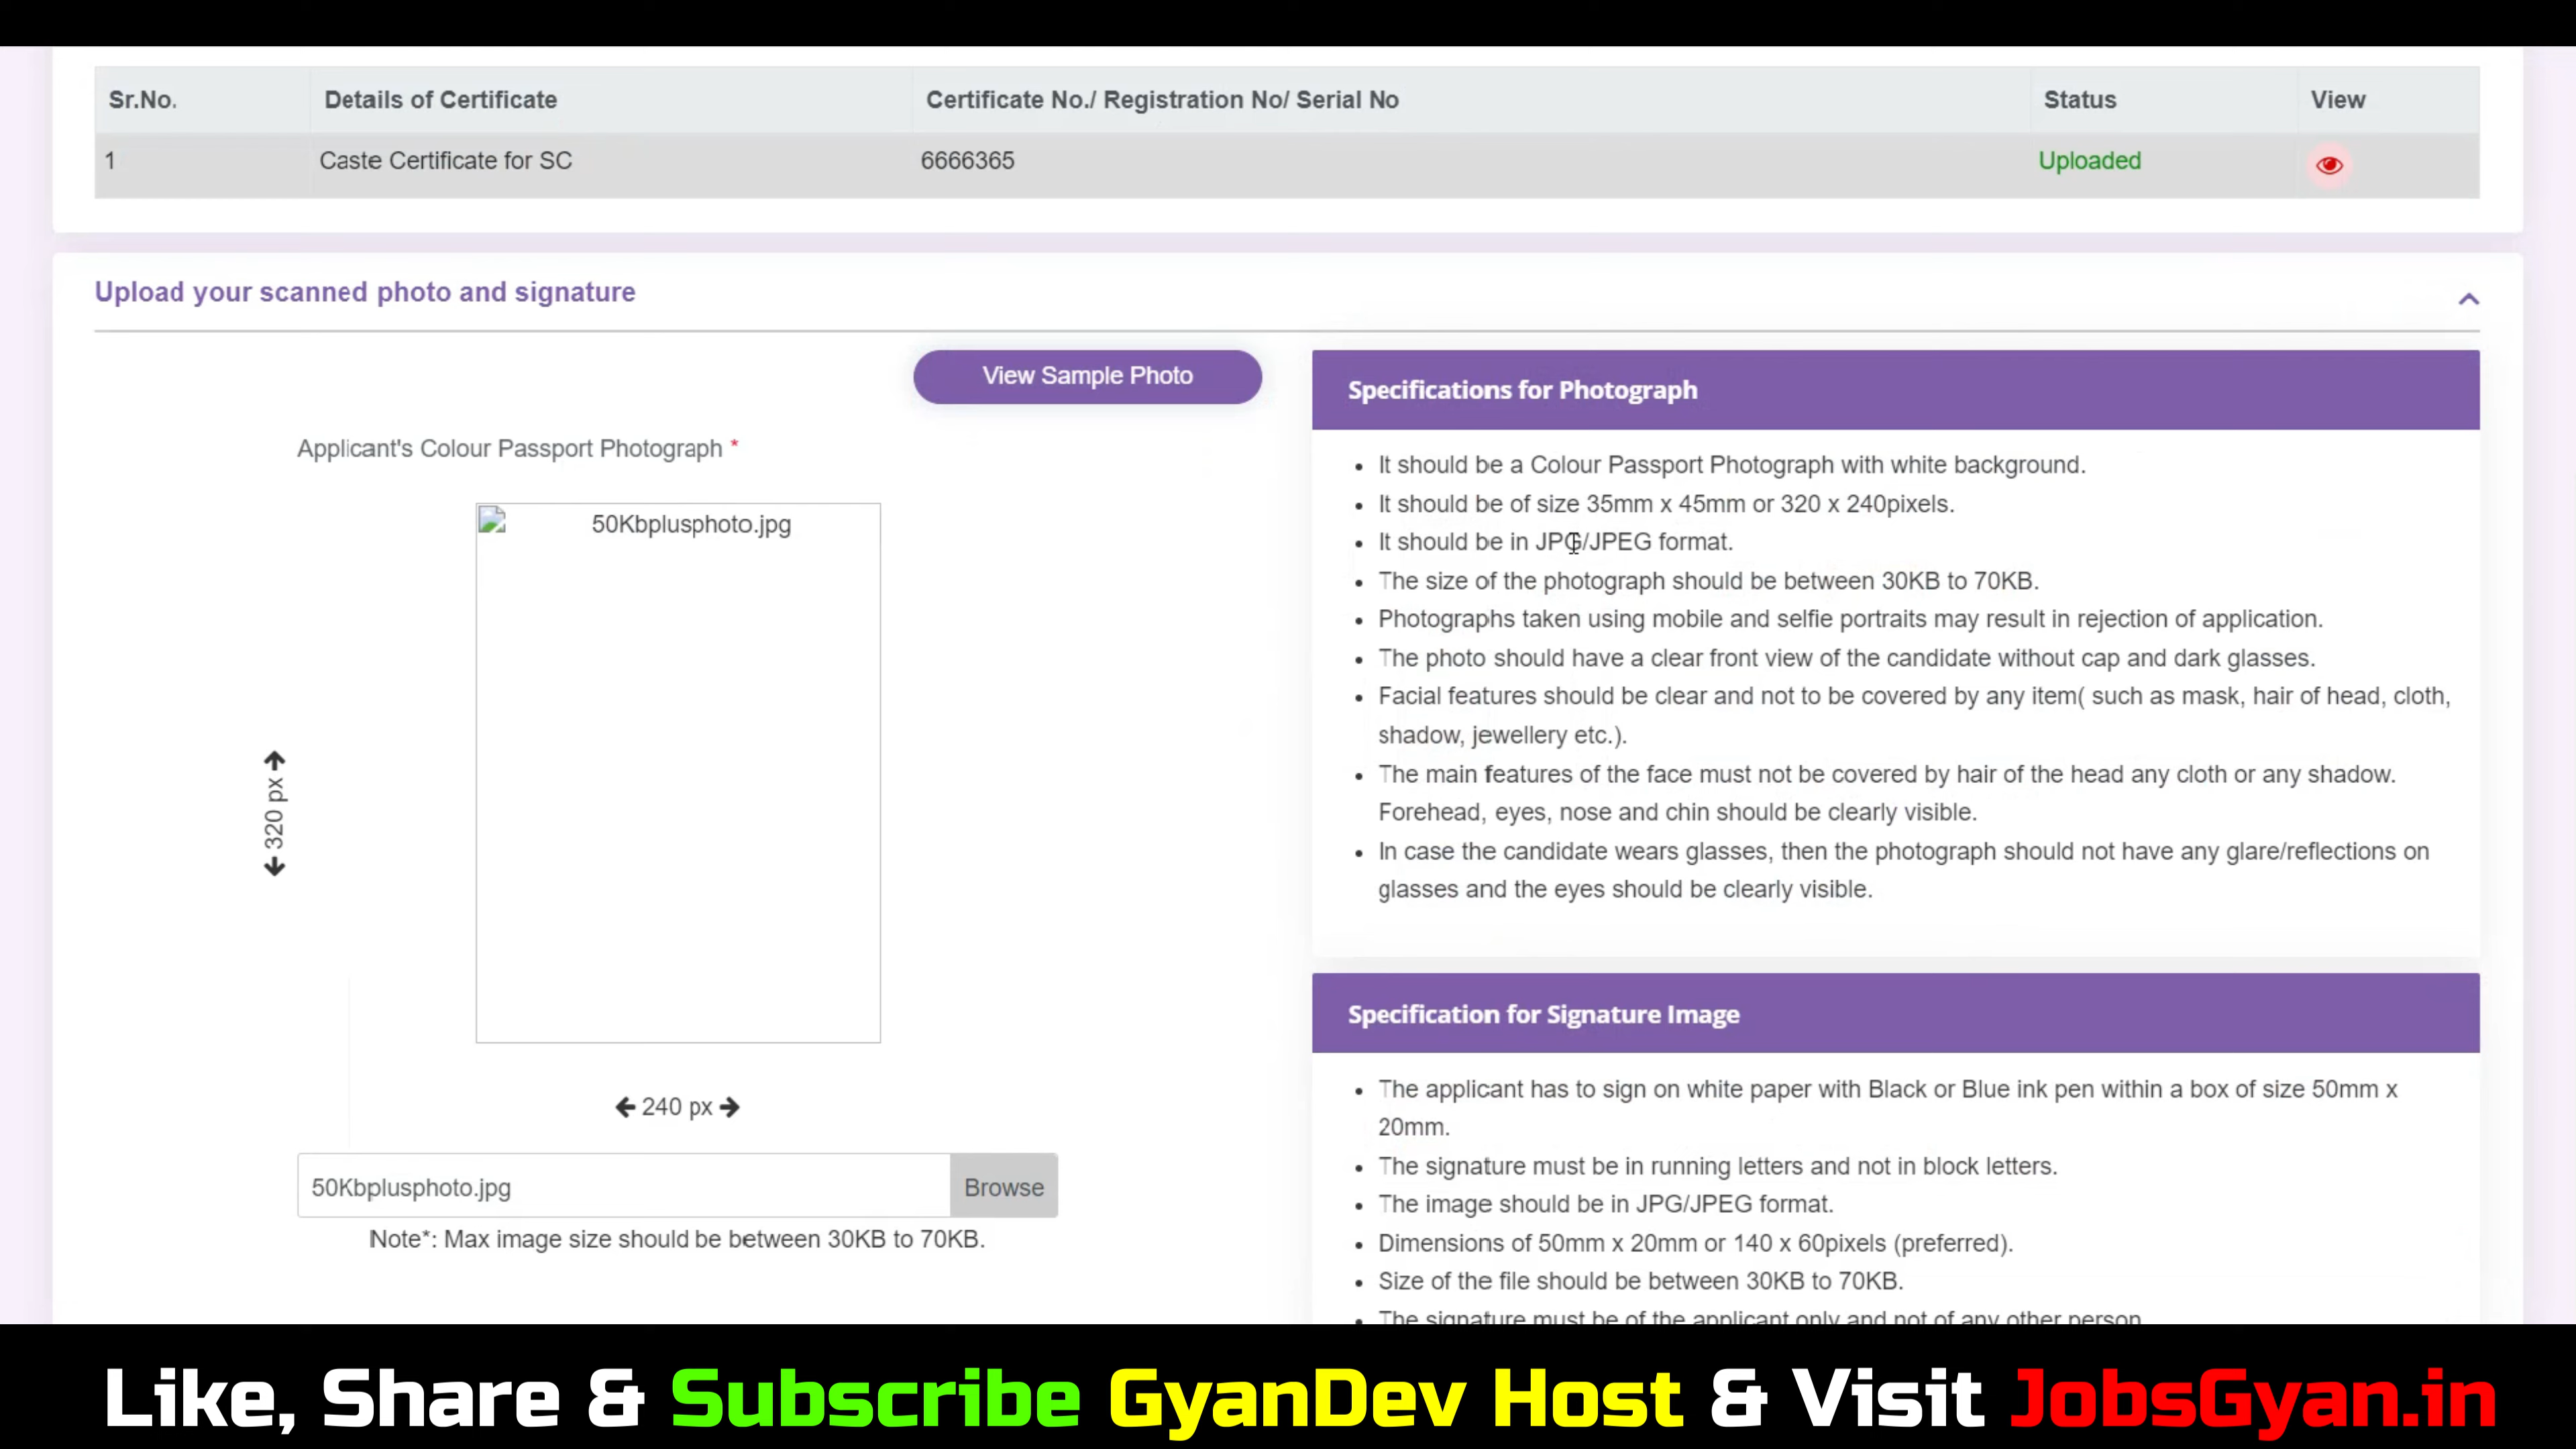 Sr.No. Details of Certificate Certificate No./ Registration No/ Serial No Status View
1 Caste Certificate for SC 6666365 Uploaded
Upload your scanned photo and signature
View Sample Photo
Applicant's Colour Passport Photograph *
50Kbplusphoto.jpg
320 px
240 px
50Kbplusphoto.jpg Browse
Note*: Max image size should be between 30KB to 70KB.
Specifications for Photograph
• It should be a Colour Passport Photograph with white background.
• It should be of size 35mm x 45mm or 320 x 240pixels.
• It should be in JPG/JPEG format.
• The size of the photograph should be between 30KB to 70KB.
• Photographs taken using mobile and selfie portraits may result in rejection of application.
• The photo should have a clear front view of the candidate without cap and dark glasses.
• Facial features should be clear and not to be covered by any item( such as mask, hair of head, cloth,
shadow, jewellery etc.).
• The main features of the face must not be covered by hair of the head any cloth or any shadow.
Forehead, eyes, nose and chin should be clearly visible.
• In case the candidate wears glasses, then the photograph should not have any glare/reflections on
glasses and the eyes should be clearly visible.
Specification for Signature Image
• The applicant has to sign on white paper with Black or Blue ink pen within a box of size 50mm x
20mm.
• The signature must be in running letters and not in block letters.
• The image should be in JPG/JPEG format.
• Dimensions of 50mm x 20mm or 140 x 60pixels (preferred).
• Size of the file should be between 30KB to 70KB.
• The signature must be of the applicant only and not of any other person
Like, Share & Subscribe GyanDev Host & Visit JobsGyan.in